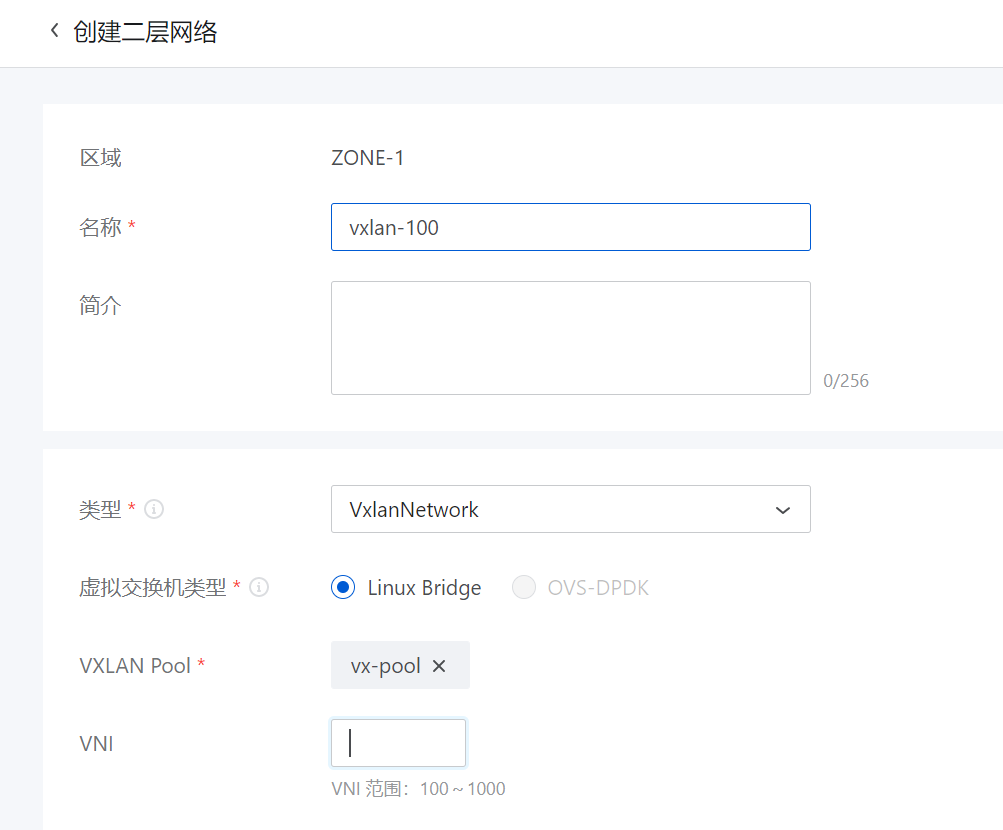 创建二层网络
区域 ZONE-1
名称 * vxlan-100
简介
0/256
类型 * VxlanNetwork
虚拟交换机类型 * Linux Bridge OVS-DPDK
VXLAN Pool * vx-pool
VNI
VNI 范围：100 ~ 1000